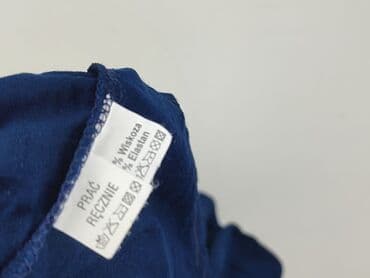 % Wiskoza
% Elastan
PRAĆ
RĘCZNIE